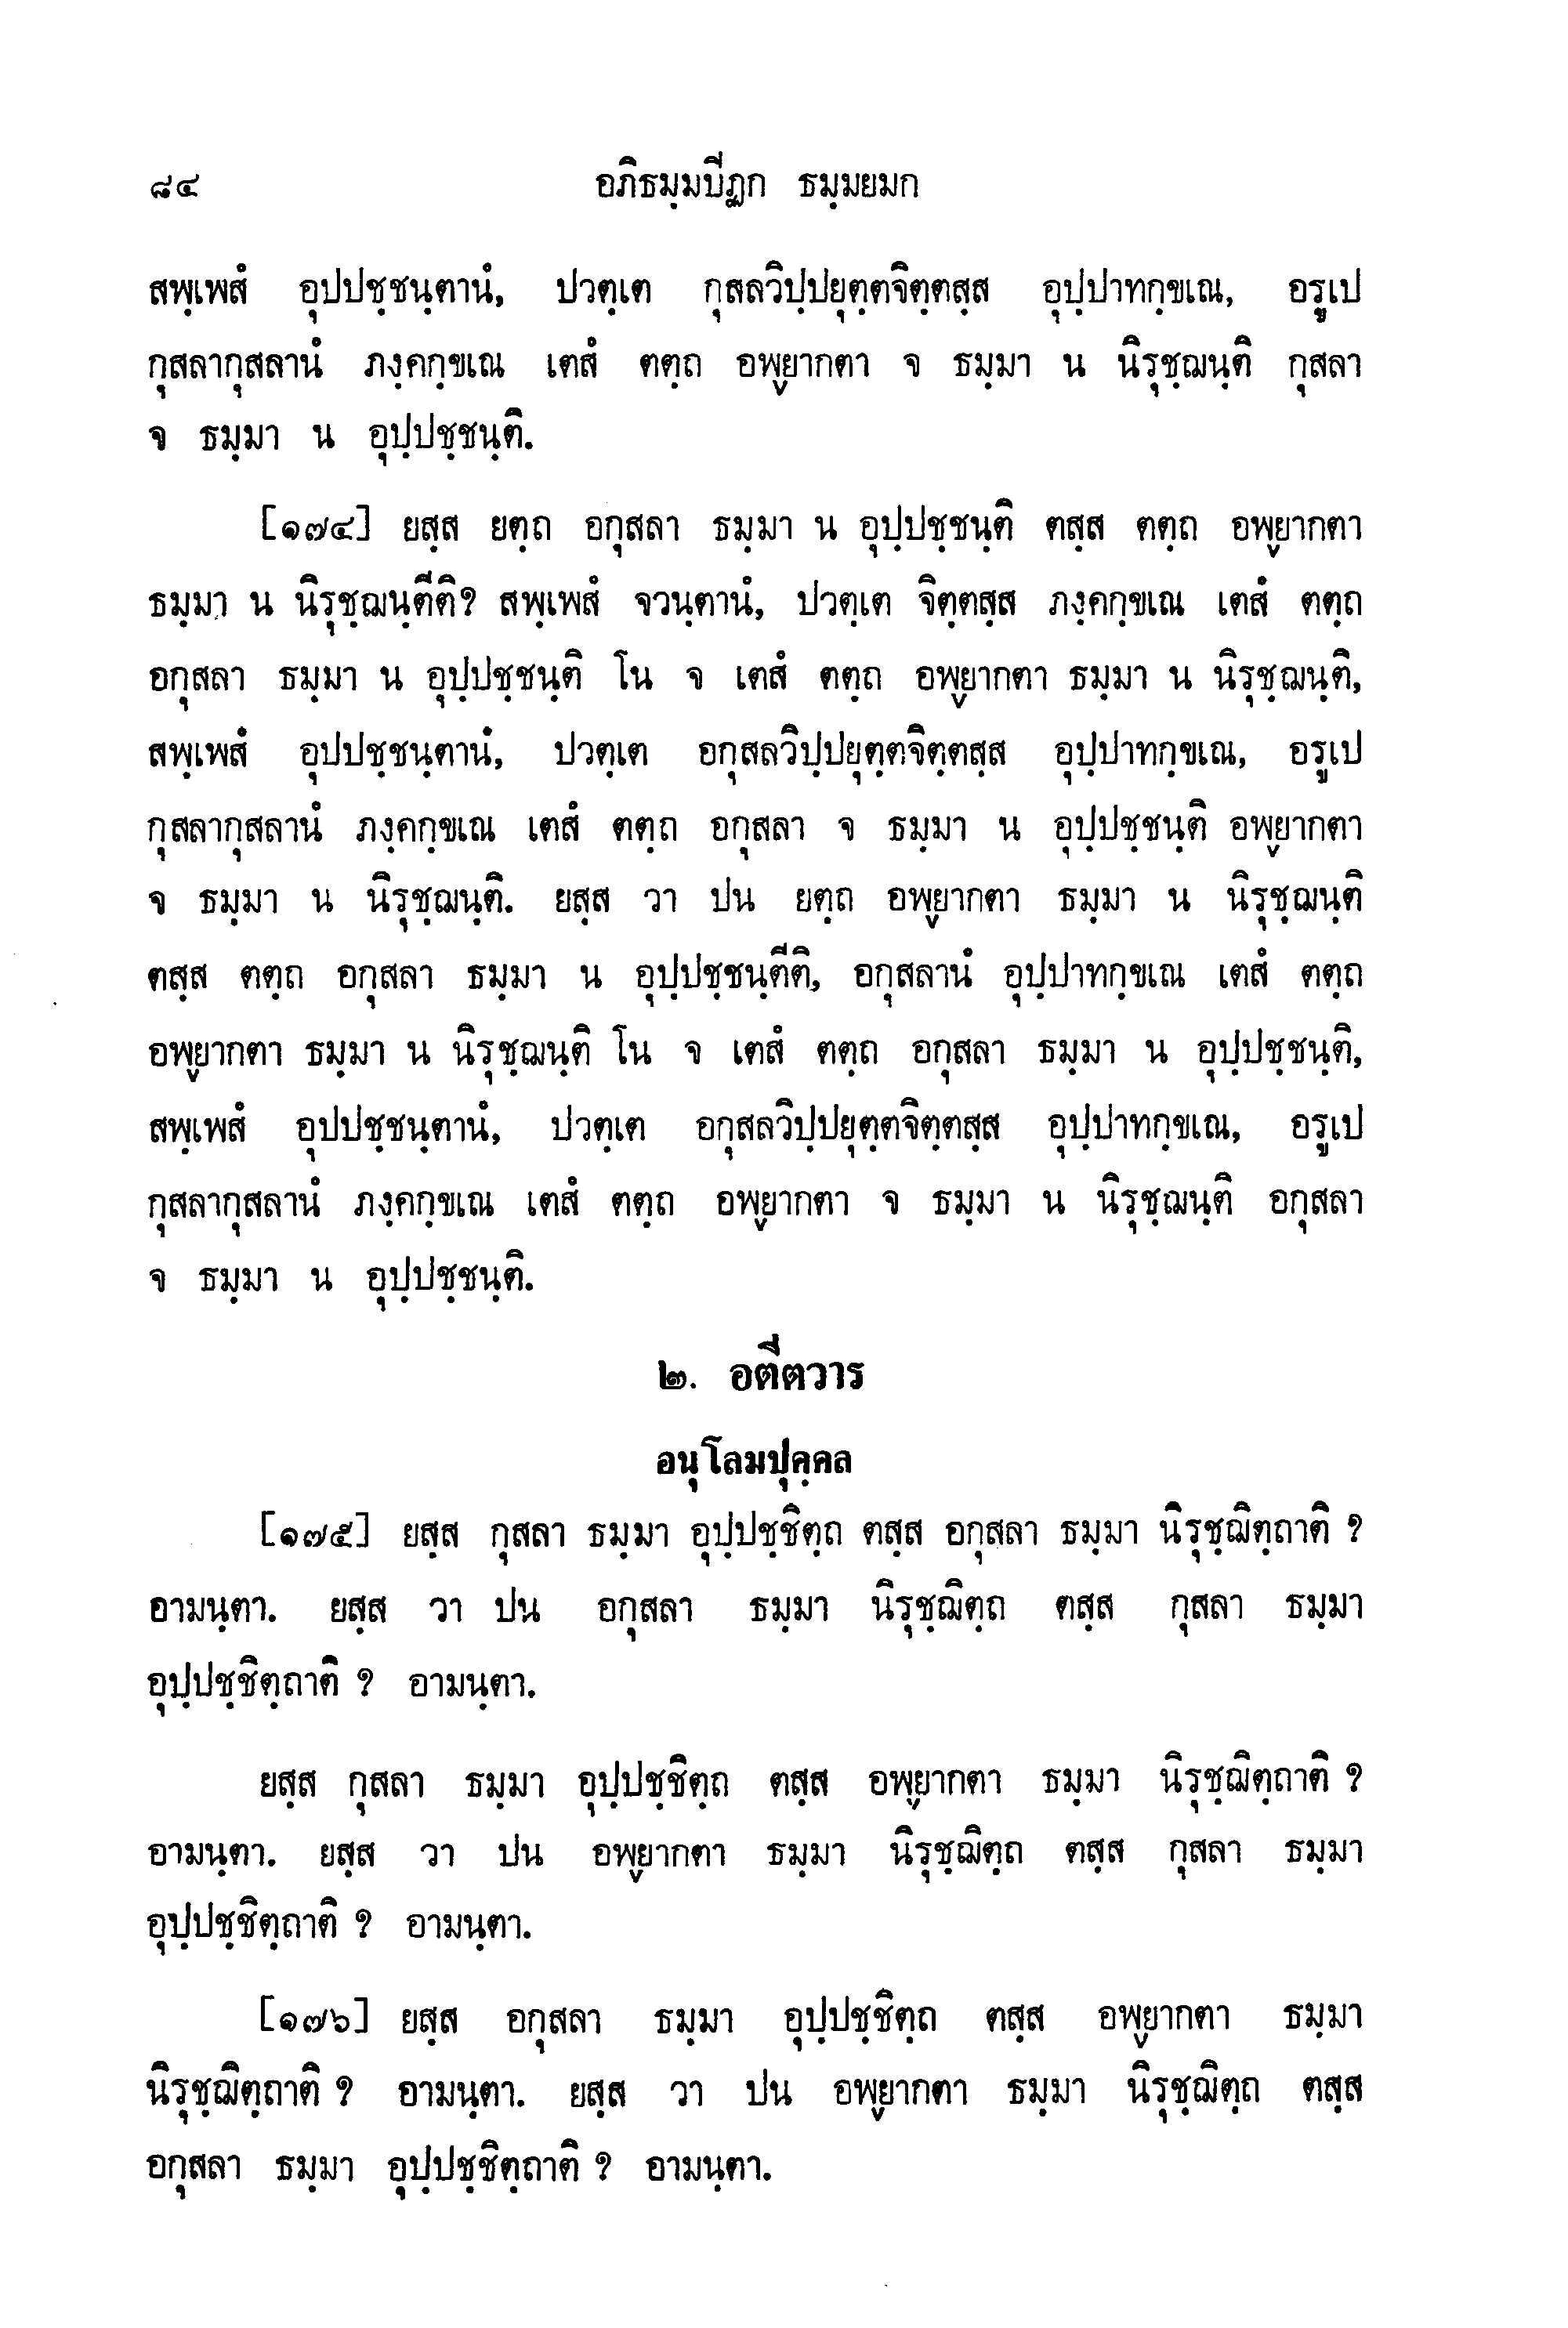 ๘๔ อภิธมฺมปีฏก ธมฺมยมก
สพฺเพสํ อุปปชฺชนฺตานํ, ปวตฺเต กุสลวิปฺปยุตฺตจิตฺตสฺส อุปฺปาทกฺขเณ, อรูเป
กุสลากุสลานํ ภงฺคกฺขเณ เตสํ ตตฺถ อพฺยากตา จ ธมฺมา น นิรุชฺฌนฺติ กุสลา
จ ธมฺมา น อุปฺปชฺชนฺติ.
[๑๗๔] ยสฺส ยตฺถ อกุสลา ธมฺมา น อุปฺปชฺชนฺติ ตสฺส ตตฺถ อพฺยากตา
ธมฺมา น นิรุชฺฌนฺตีติ? สพฺเพสํ จวนฺตานํ, ปวตฺเต จิตฺตสฺส ภงฺคกฺขเณ เตสํ ตตฺถ
อกุสลา ธมฺมา น อุปฺปชฺชนฺติ โน จ เตสํ ตตฺถ อพฺยากตา ธมฺมา น นิรุชฺฌนฺติ,
สพฺเพสํ อุปปชฺชนฺตานํ, ปวตฺเต อกุสลวิปฺปยุตฺตจิตฺตสฺส อุปฺปาทกฺขเณ, อรูเป
กุสลากุสลานํ ภงฺคกฺขเณ เตสํ ตตฺถ อกุสลา จ ธมฺมา น อุปฺปชฺชนฺติ อพฺยากตา
จ ธมฺมา น นิรุชฺฌนฺติ. ยสฺส วา ปน ยตฺถ อพฺยากตา ธมฺมา น นิรุชฺฌนฺติ
ตสฺส ตตฺถ อกุสลา ธมฺมา น อุปฺปชฺชนฺตีติ, อกุสลานํ อุปฺปาทกฺขเณ เตสํ ตตฺถ
อพฺยากตา ธมฺมา น นิรุชฺฌนฺติ โน จ เตสํ ตตฺถ อกุสลา ธมฺมา น อุปฺปชฺชนฺติ,
สพฺเพสํ อุปปชฺชนฺตานํ, ปวตฺเต อกุสลวิปฺปยุตฺตจิตฺตสฺส อุปฺปาทกฺขเณ, อรูเป
กุสลากุสลานํ ภงฺคกฺขเณ เตสํ ตตฺถ อพฺยากตา จ ธมฺมา น นิรุชฺฌนฺติ อกุสลา
จ ธมฺมา น อุปฺปชฺชนฺติ.
๒. อตีตวาร
อนุโลมปุคฺคล
[๑๗๕] ยสฺส กุสลา ธมฺมา อุปฺปชฺชิตฺถ ตสฺส อกุสลา ธมฺมา นิรุชฺฌิตฺถาติ ?
อามนฺตา. ยสฺส วา ปน อกุสลา ธมฺมา นิรุชฺฌิตฺถ ตสฺส กุสลา ธมฺมา
อุปฺปชฺชิตฺถาติ ? อามนฺตา.
ยสฺส กุสลา ธมฺมา อุปฺปชฺชิตฺถ ตสฺส อพฺยากตา ธมฺมา นิรุชฺฌิตฺถาติ ?
อามนฺตา. ยสฺส วา ปน อพฺยากตา ธมฺมา นิรุชฺฌิตฺถ ตสฺส กุสลา ธมฺมา
อุปฺปชฺชิตฺถาติ ? อามนฺตา.
[๑๗๖] ยสฺส อกุสลา ธมฺมา อุปฺปชฺชิตฺถ ตสฺส อพฺยากตา ธมฺมา
นิรุชฺฌิตฺถาติ ? อามนฺตา. ยสฺส วา ปน อพฺยากตา ธมฺมา นิรุชฺฌิตฺถ ตสฺส
อกุสลา ธมฺมา อุปฺปชฺชิตฺถาติ ? อามนฺตา.